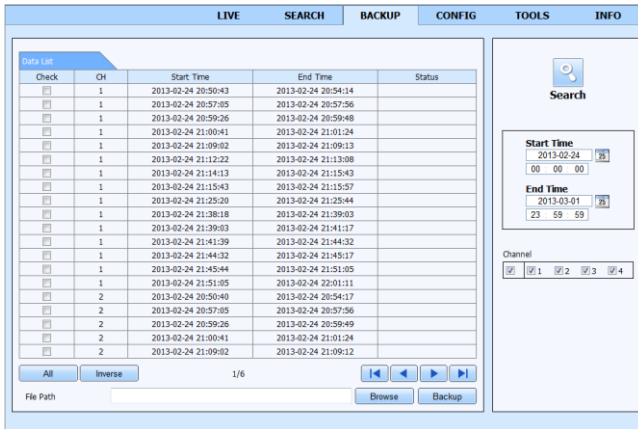 LIVE SEARCH BACKUP CONFIG TOOLS INFO
Data List
Check CH Start Time End Time Status
1 2013-02-24 20:50:43 2013-02-24 20:54:14
1 2013-02-24 20:57:05 2013-02-24 20:57:56
1 2013-02-24 20:59:26 2013-02-24 20:59:48
1 2013-02-24 21:00:41 2013-02-24 21:01:24
1 2013-02-24 21:09:02 2013-02-24 21:09:13
1 2013-02-24 21:12:22 2013-02-24 21:13:08
1 2013-02-24 21:14:13 2013-02-24 21:15:43
1 2013-02-24 21:15:43 2013-02-24 21:15:57
1 2013-02-24 21:25:20 2013-02-24 21:25:44
1 2013-02-24 21:38:18 2013-02-24 21:39:03
1 2013-02-24 21:39:03 2013-02-24 21:41:17
1 2013-02-24 21:41:39 2013-02-24 21:44:32
1 2013-02-24 21:44:32 2013-02-24 21:45:17
1 2013-02-24 21:45:44 2013-02-24 21:51:05
1 2013-02-24 21:51:05 2013-02-24 22:01:11
2 2013-02-24 20:50:40 2013-02-24 20:54:17
2 2013-02-24 20:57:05 2013-02-24 20:57:56
2 2013-02-24 20:59:26 2013-02-24 20:59:49
2 2013-02-24 21:00:41 2013-02-24 21:01:24
2 2013-02-24 21:09:02 2013-02-24 21:09:12
All Inverse 1/6
File Path Browse Backup
Search
Start Time
2013-02-24 25
00 : 00 : 00
End Time
2013-03-01 25
23 : 59 : 59
Channel
1 2 3 4